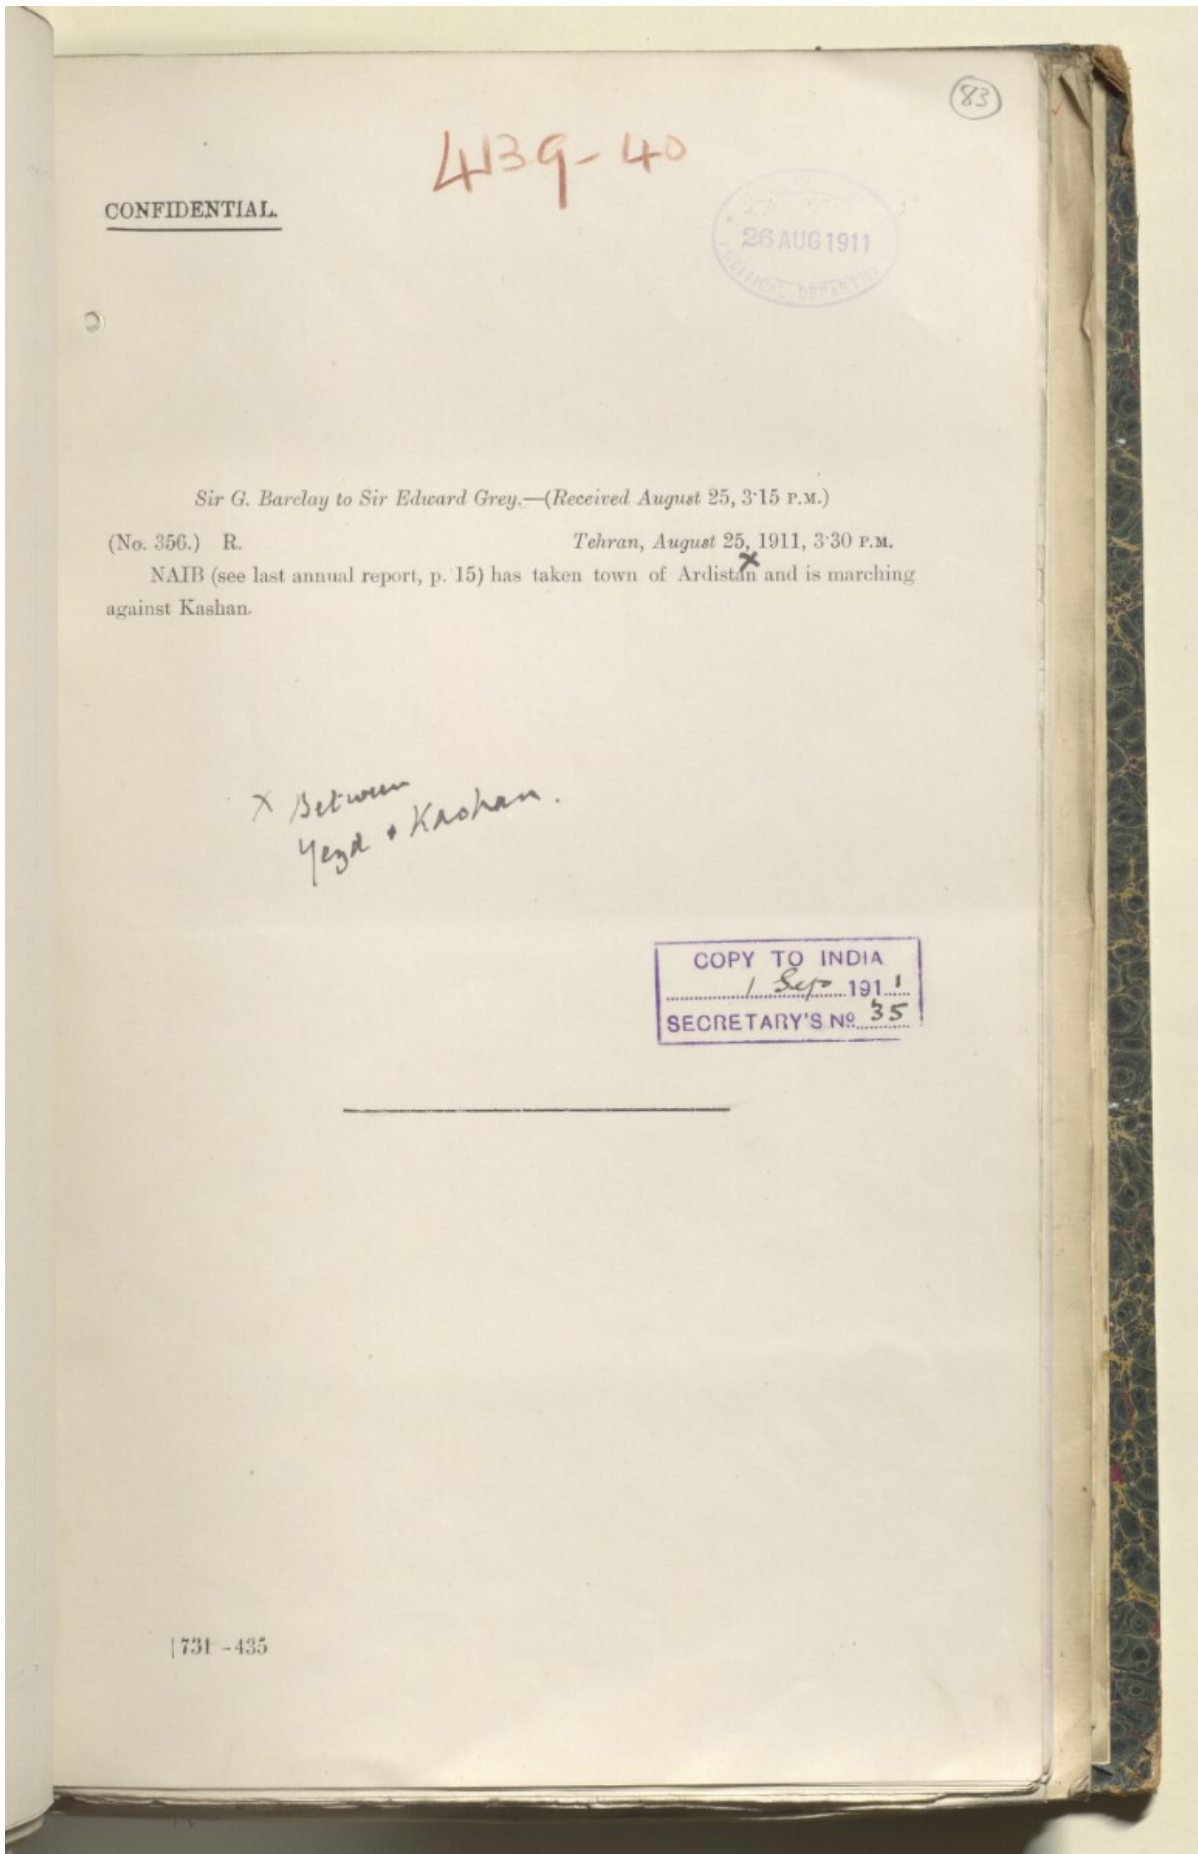 83
4139-40
CONFIDENTIAL.
26 AUG 1911
POLITICAL DEPARTMENT
Sir G. Barclay to Sir Edward Grey.—(Received August 25, 3·15 P.M.)
(No. 356.) R. Tehran, August 25, 1911, 3·30 P.M.
NAIB (see last annual report, p. 15) has taken town of Ardistan x and is marching
against Kashan.
x Between
Yezd & Kashan.
COPY TO INDIA
1 Sep 1911
SECRETARY'S No 35
[731—435